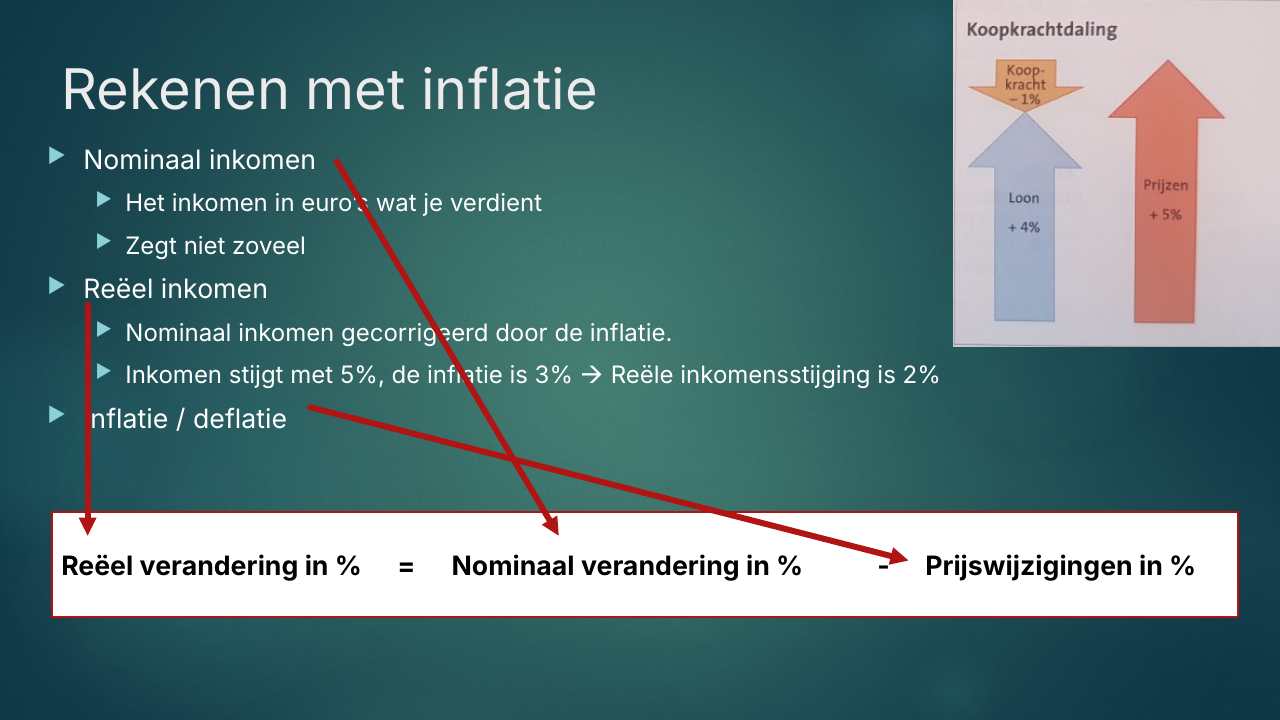 Rekenen met inflatie
Nominaal inkomen
Het inkomen in euro's wat je verdient
Zegt niet zoveel
Reëel inkomen
Nominaal inkomen gecorrigeerd door de inflatie.
Inkomen stijgt met 5%, de inflatie is 3% → Reële inkomensstijging is 2%
Inflatie / deflatie
Reëel verandering in % = Nominaal verandering in % - Prijswijzigingen in %
Koopkrachtdaling
Koop-
kracht
– 1%
Loon
+ 4%
Prijzen
+ 5%